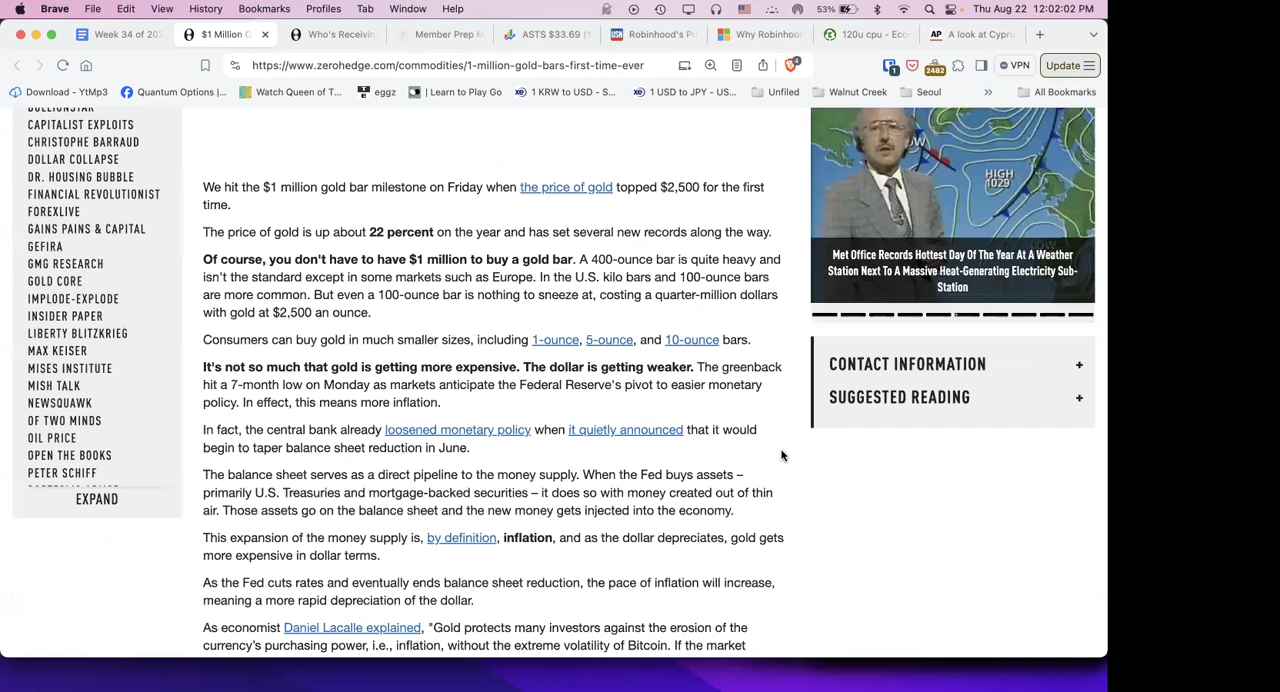 Brave File Edit View History Bookmarks Profiles Tab Window Help 53% Thu Aug 22 12:02:02 PM
Week 34 of 202
$1 Million G
Who's Receivin
Member Prep M
ASTS $33.69 (
Robinhood's Pu
Why Robinhoo
120u cpu - Eco
A look at Cypru
https://www.zerohedge.com/commodities/1-million-gold-bars-first-time-ever
4
1
2482
VPN
Update
Download - YtMp3
Quantum Options |...
Watch Queen of T...
eggz
| Learn to Play Go
1 KRW to USD - S...
1 USD to JPY - US...
Unfiled
Walnut Creek
Seoul
»
All Bookmarks
BULLIONSTAR
CAPITALIST EXPLOITS
CHRISTOPHE BARRAUD
DOLLAR COLLAPSE
DR. HOUSING BUBBLE
FINANCIAL REVOLUTIONIST
FOREXLIVE
GAINS PAINS & CAPITAL
GEFIRA
GMG RESEARCH
GOLD CORE
IMPLODE-EXPLODE
INSIDER PAPER
LIBERTY BLITZKRIEG
MAX KEISER
MISES INSTITUTE
MISH TALK
NEWSQUAWK
OF TWO MINDS
OIL PRICE
OPEN THE BOOKS
PETER SCHIFF
EXPAND
We hit the $1 million gold bar milestone on Friday when the price of gold topped $2,500 for the first
time.
The price of gold is up about 22 percent on the year and has set several new records along the way.
Of course, you don't have to have $1 million to buy a gold bar. A 400-ounce bar is quite heavy and
isn't the standard except in some markets such as Europe. In the U.S. kilo bars and 100-ounce bars
are more common. But even a 100-ounce bar is nothing to sneeze at, costing a quarter-million dollars
with gold at $2,500 an ounce.
Consumers can buy gold in much smaller sizes, including 1-ounce, 5-ounce, and 10-ounce bars.
It's not so much that gold is getting more expensive. The dollar is getting weaker. The greenback
hit a 7-month low on Monday as markets anticipate the Federal Reserve's pivot to easier monetary
policy. In effect, this means more inflation.
In fact, the central bank already loosened monetary policy when it quietly announced that it would
begin to taper balance sheet reduction in June.
The balance sheet serves as a direct pipeline to the money supply. When the Fed buys assets –
primarily U.S. Treasuries and mortgage-backed securities – it does so with money created out of thin
air. Those assets go on the balance sheet and the new money gets injected into the economy.
This expansion of the money supply is, by definition, inflation, and as the dollar depreciates, gold gets
more expensive in dollar terms.
As the Fed cuts rates and eventually ends balance sheet reduction, the pace of inflation will increase,
meaning a more rapid depreciation of the dollar.
As economist Daniel Lacalle explained, "Gold protects many investors against the erosion of the
currency's purchasing power, i.e., inflation, without the extreme volatility of Bitcoin. If the market
HIGH
1029
Met Office Records Hottest Day Of The Year At A Weather
Station Next To A Massive Heat-Generating Electricity Sub-
Station
CONTACT INFORMATION +
SUGGESTED READING +